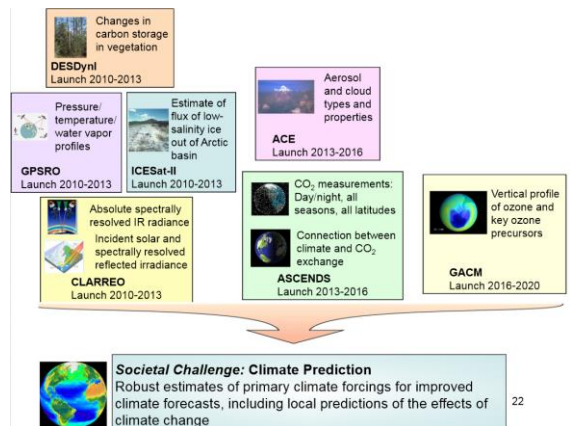 Changes in
carbon storage
in vegetation
DESDynI
Launch 2010-2013
Pressure/
temperature/
water vapor
profiles
GPSRO
Launch 2010-2013
Estimate of
flux of low-
salinity ice
out of Arctic
basin
ICESat-II
Launch 2010-2013
Aerosol
and cloud
types and
properties
ACE
Launch 2013-2016
Absolute spectrally
resolved IR radiance
Incident solar and
spectrally resolved
reflected irradiance
CLARREO
Launch 2010-2013
CO2 measurements:
Day/night, all
seasons, all latitudes
Connection between
climate and CO2
exchange
ASCENDS
Launch 2013-2016
Vertical profile
of ozone and
key ozone
precursors
GACM
Launch 2016-2020
Societal Challenge: Climate Prediction
Robust estimates of primary climate forcings for improved
climate forecasts, including local predictions of the effects of
climate change
22